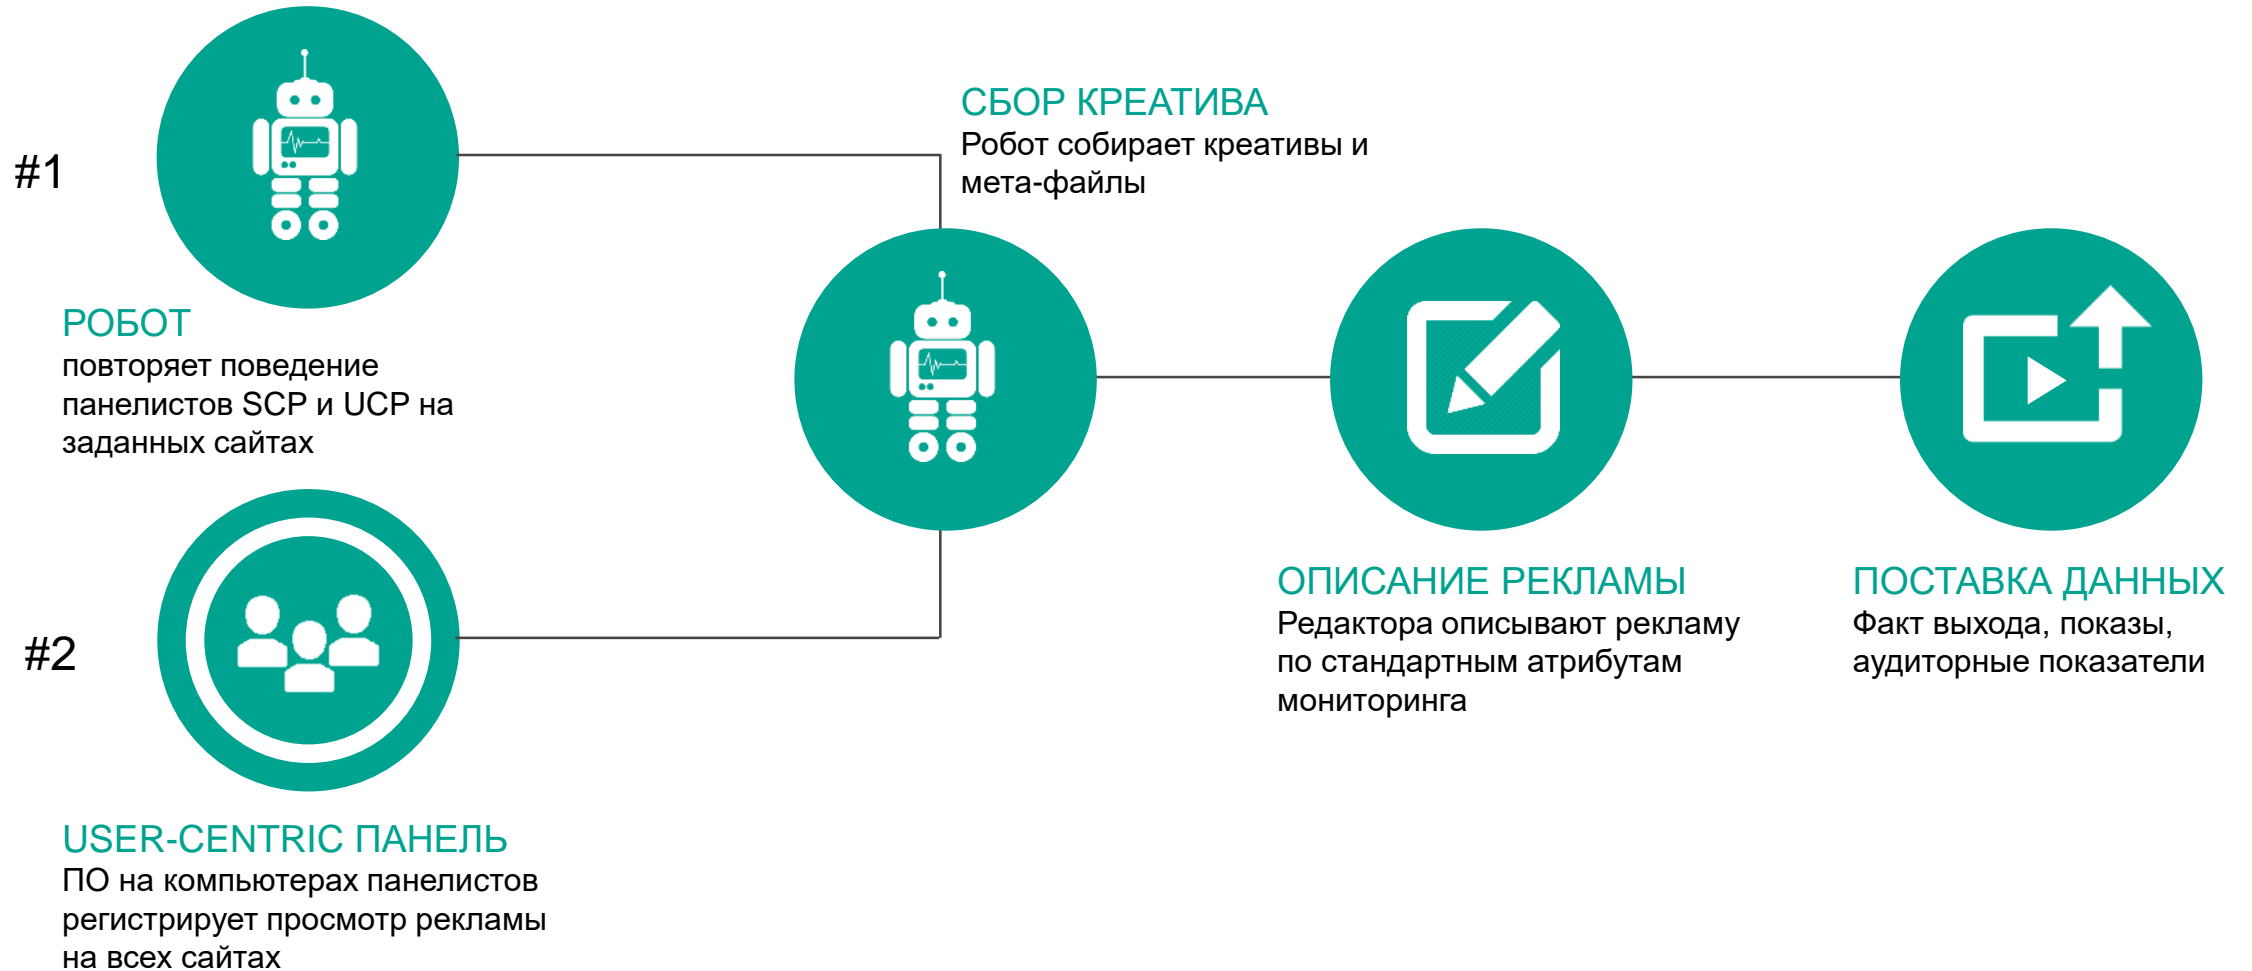 #1
РОБОТ
повторяет поведение
панелистов SCP и UCP на
заданных сайтах
#2
USER-CENTRIC ПАНЕЛЬ
ПО на компьютерах панелистов
регистрирует просмотр рекламы
на всех сайтах
СБОР КРЕАТИВА
Робот собирает креативы и
мета-файлы
ОПИСАНИЕ РЕКЛАМЫ
Редактора описывают рекламу
по стандартным атрибутам
мониторинга
ПОСТАВКА ДАННЫХ
Факт выхода, показы,
аудиторные показатели